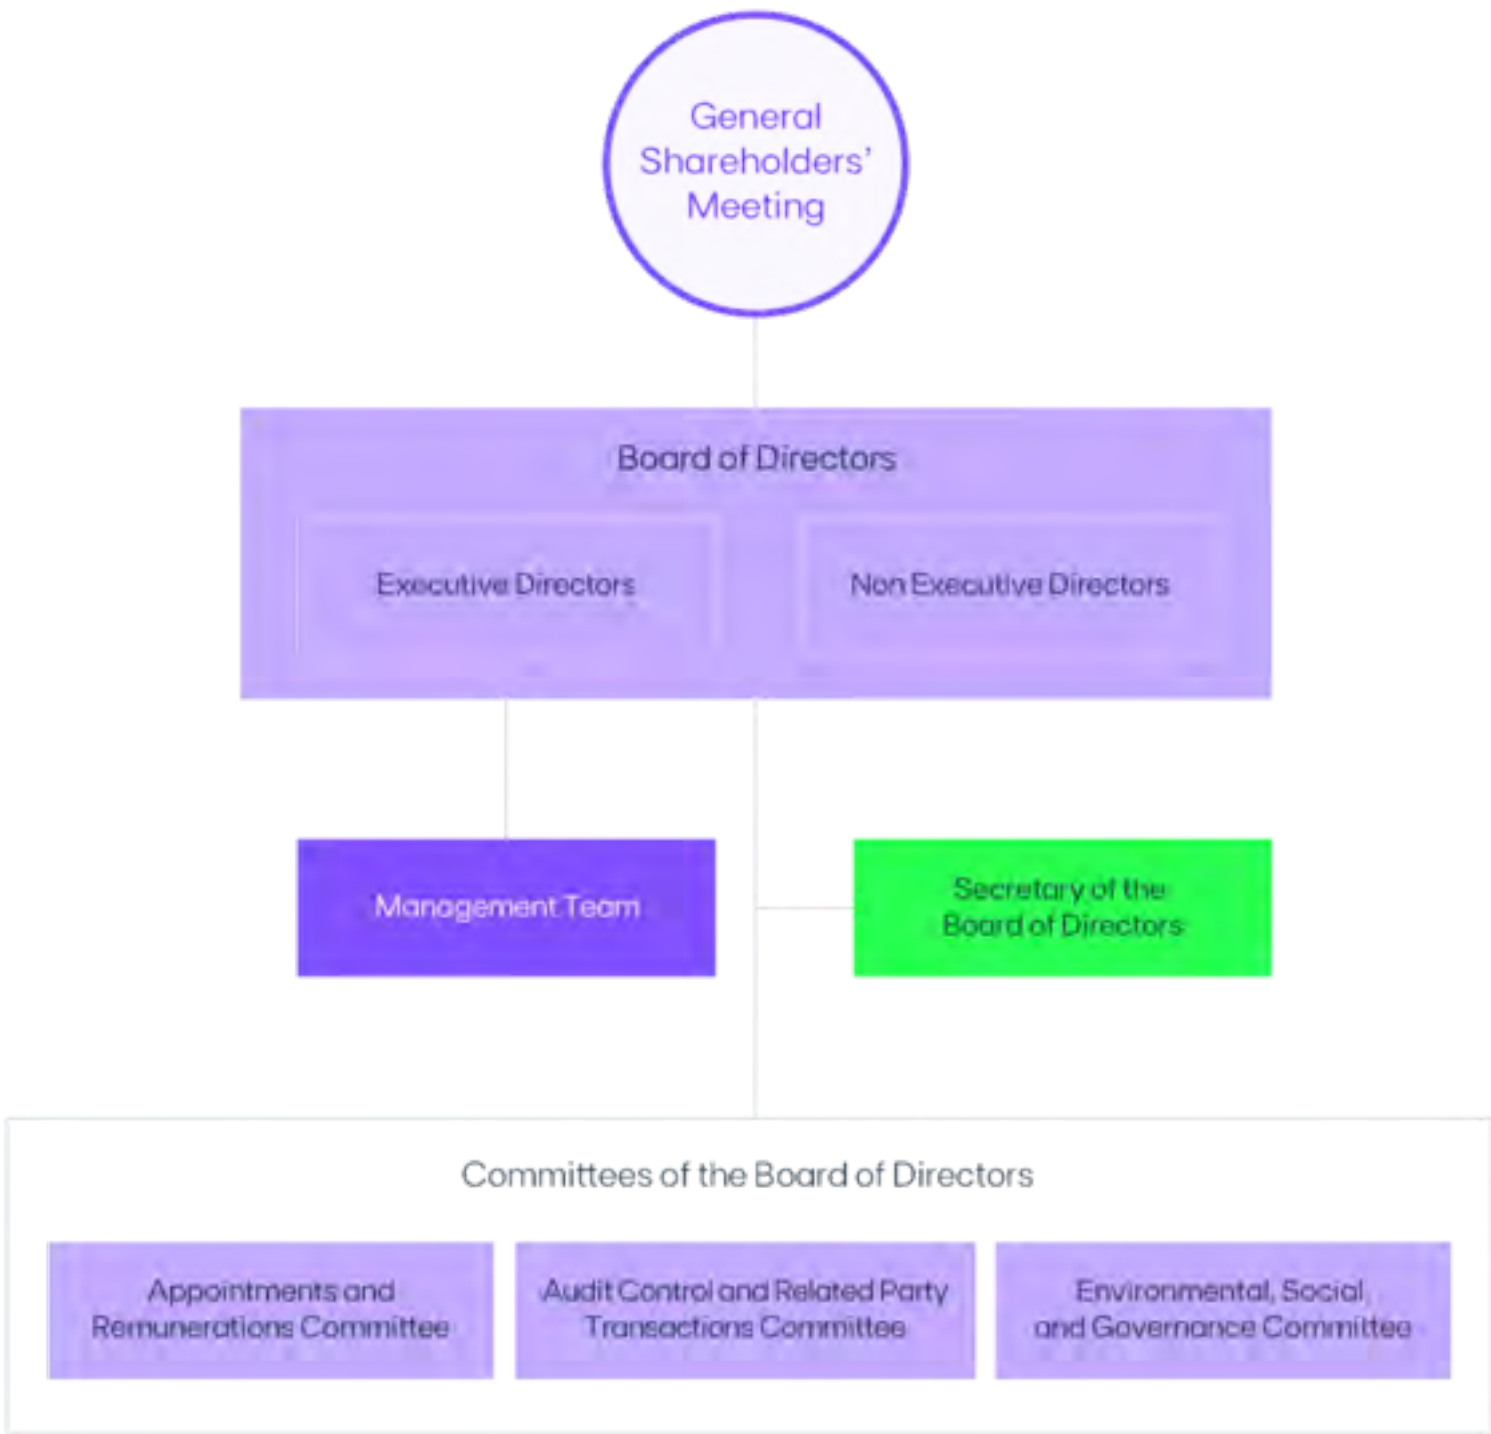 General
Shareholders’
Meeting
Board of Directors
Executive Directors
Non Executive Directors
Management Team
Secretary of the
Board of Directors
Committees of the Board of Directors
Appointments and
Remunerations Committee
Audit Control and Related Party
Transactions Committee
Environmental, Social
and Governance Committee